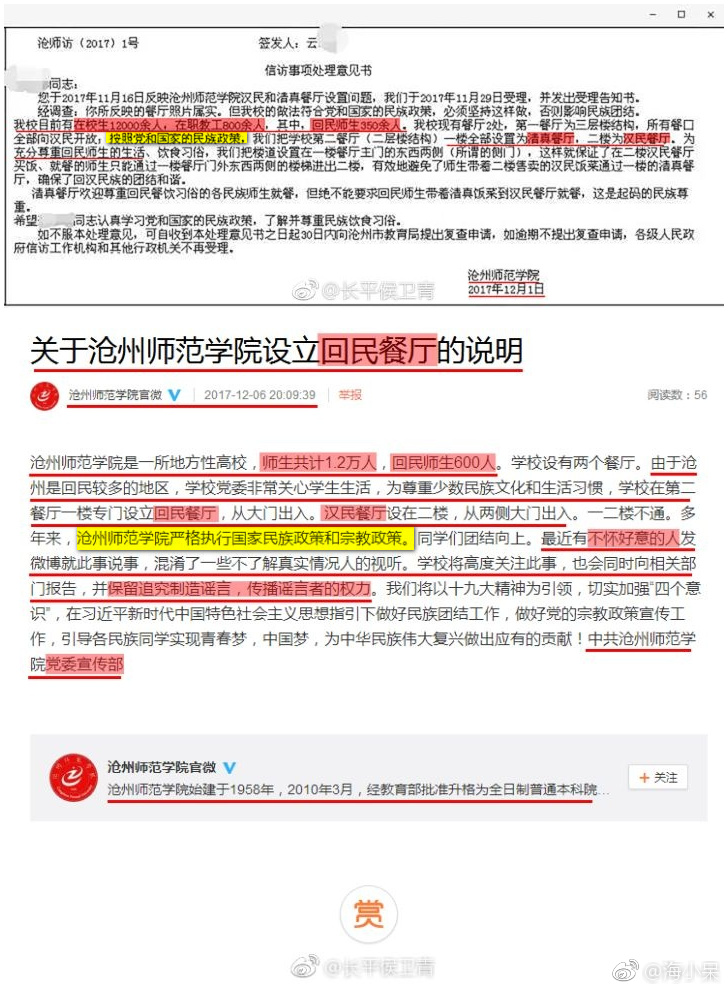 沧师访（2017）1号 签发人：云
信访事项处理意见书
同志：
您于2017年11月16日反映沧州师范学院汉民和清真餐厅设置问题，我们于2017年11月29日受理，并发出受理告知书。
经调查：你所反映的餐厅照片属实。但我校的做法符合党和国家的民族政策，必须坚持这样做，否则影响民族团结。
我校目前有在校生12000余人，在职教工800余人，其中，回民师生350余人。我校现有餐厅2处，第一餐厅为三层楼结构，所有餐口
全部向汉民开放，按照党和国家的民族政策，我们把学校第二餐厅（二层楼结构）一楼全部设置为清真餐厅，二楼为汉民餐厅。为
充分尊重回民师生的生活、饮食习俗，我们把楼道设置在一楼餐厅主门的东西两侧（所谓的侧门），这样就保证了在二楼汉民餐厅
买饭、就餐的师生只能通过一楼餐厅门外东西两侧的楼梯进出二楼，有效地避免了师生带着二楼售卖的汉民饭菜通过一楼的清真餐
厅，确保了回汉民族的团结和谐。
清真餐厅欢迎尊重回民餐饮习俗的各民族师生就餐，但绝不能要求回民师生带着清真饭菜到汉民餐厅就餐，这是起码的民族尊
重。
希望 同志认真学习党和国家的民族政策，了解并尊重民族饮食习俗。
如不服本处理意见，可自收到本处理意见书之日起30日内向沧州市教育局提出复查申请，如逾期不提出复查申请，各级人民政
府信访工作机构和其他行政机关不再受理。
沧州师范学院
2017年12月1日
@长平侯卫青
关于沧州师范学院设立回民餐厅的说明
沧州师范学院官微 2017-12-06 20:09:39 举报 阅读数：56
沧州师范学院是一所地方性高校，师生共计1.2万人，回民师生600人。学校设有两个餐厅。由于沧
州是回民较多的地区，学校党委非常关心学生生活，为尊重少数民族文化和生活习惯，学校在第二
餐厅一楼专门设立回民餐厅，从大门出入。汉民餐厅设在二楼，从两侧大门出入。一二楼不通。多
年来，沧州师范学院严格执行国家民族政策和宗教政策。同学们团结向上。最近有不怀好意的人发
微博就此事说事，混淆了一些不了解真实情况人的视听。学校将高度关注此事，也会同时向相关部
门报告，并保留追究制造谣言，传播谣言者的权力。我们将以十九大精神为引领，切实加强“四个意
识”，在习近平新时代中国特色社会主义思想指引下做好民族团结工作，做好党的宗教政策宣传工
作，引导各民族同学实现青春梦，中国梦，为中华民族伟大复兴做出应有的贡献！中共沧州师范学
院党委宣传部
沧州师范学院官微
沧州师范学院始建于1958年，2010年3月，经教育部批准升格为全日制普通本科院...
+ 关注
赏
@长平侯卫青
@海小杲